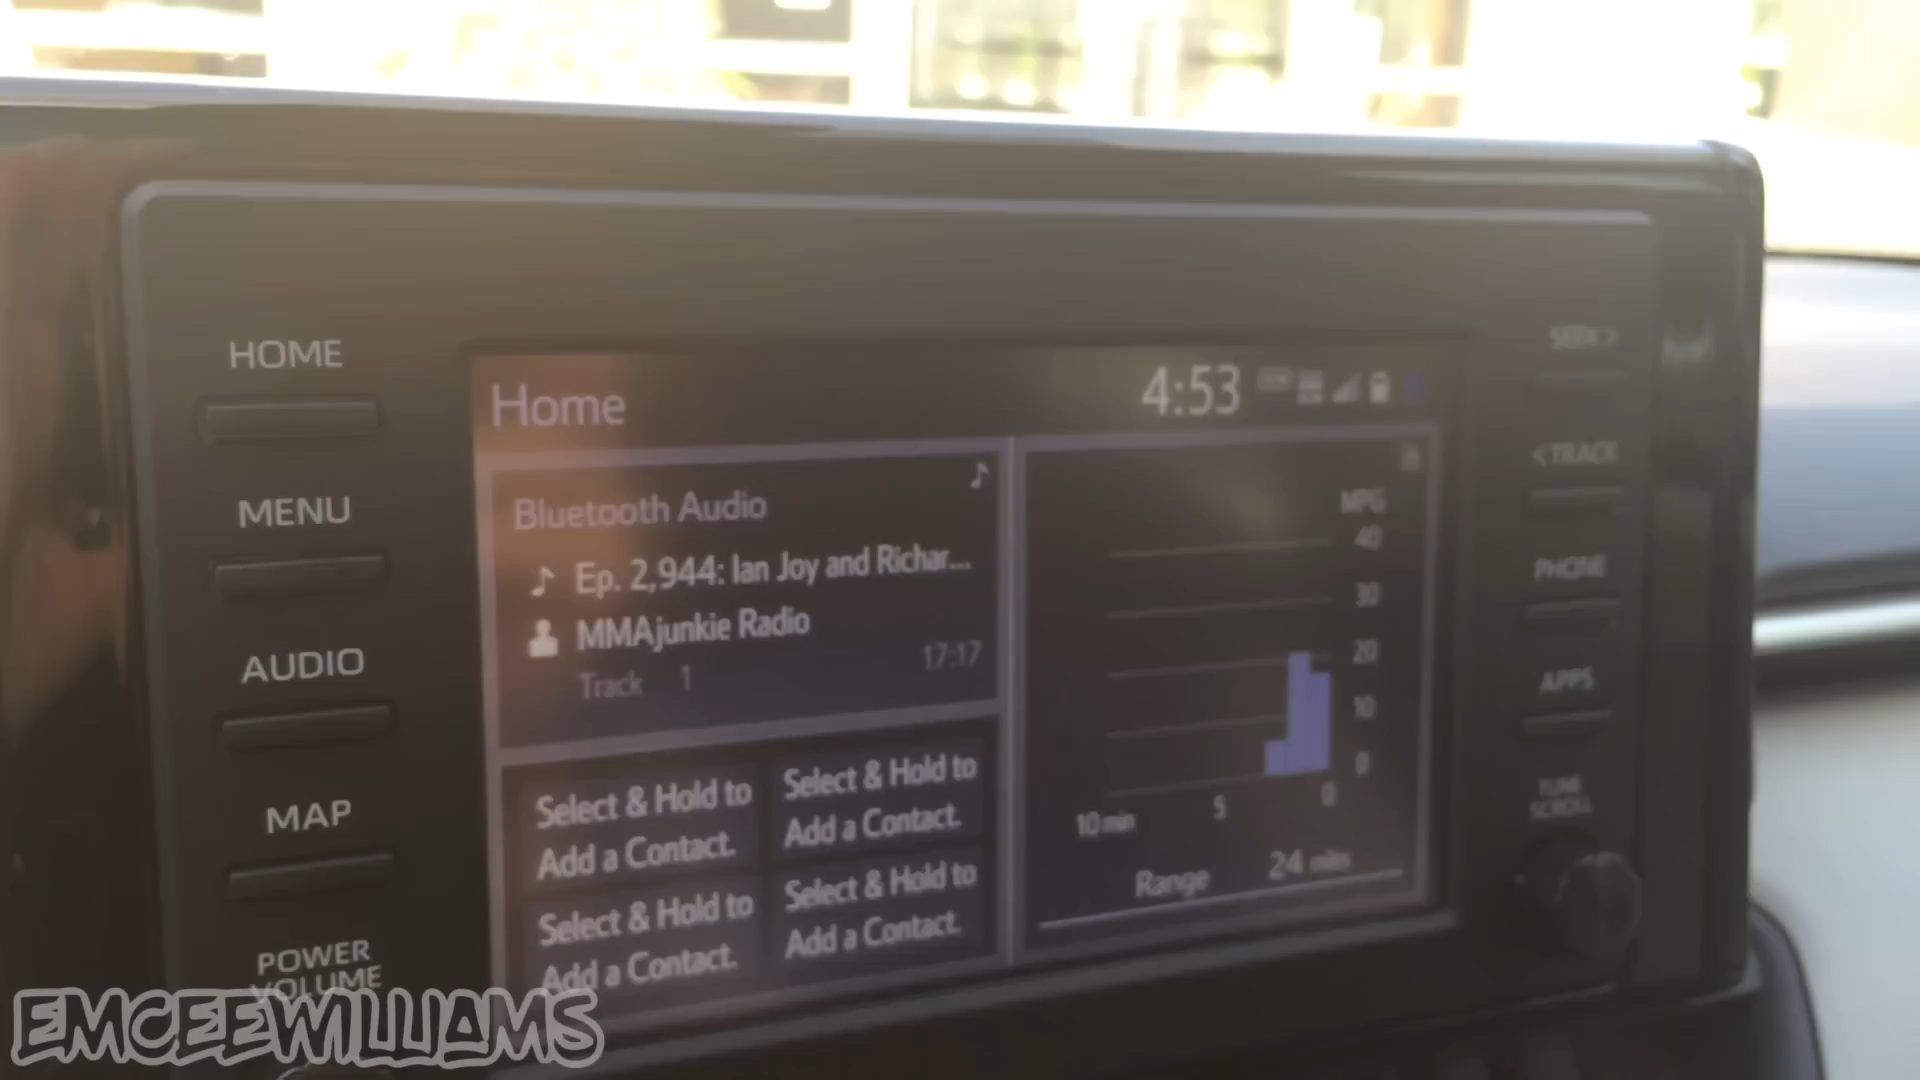 HOME
MENU
AUDIO
MAP
POWER
VOLUME
Home
4:53
Bluetooth Audio
Ep. 2,944: Ian Joy and Richar...
MMAjunkie Radio
Track 1
17:17
Select & Hold to
Add a Contact.
Select & Hold to
Add a Contact.
Select & Hold to
Add a Contact.
Select & Hold to
Add a Contact.
MPG
40
30
20
10
0
10 min
5
0
Range
24 miles
SEEK>
<TRACK
PHONE
APPS
TUNE
SCROLL
EMCEEWILLIAMS